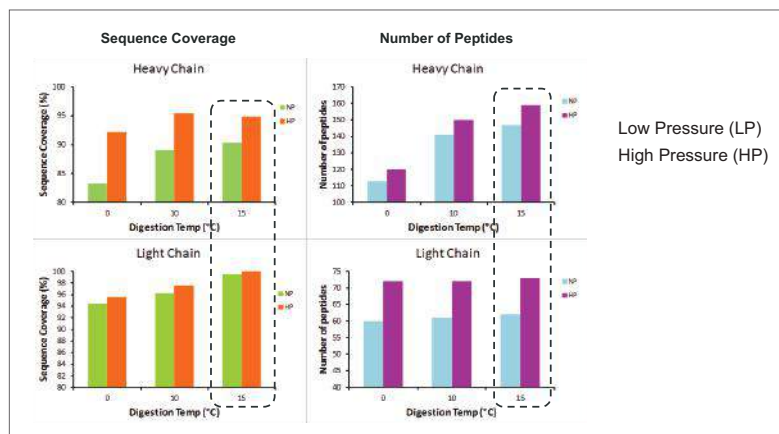 Sequence Coverage
Number of Peptides
Heavy Chain
Sequence Coverage (%)
100
95
90
85
80
NP
HP
0
10
15
Digestion Temp (°C)
Heavy Chain
Number of peptides
170
160
150
140
130
120
110
100
NP
HP
0
10
15
Digestion Temp (°C)
Low Pressure (LP)
High Pressure (HP)
Light Chain
Sequence Coverage (%)
100
98
96
94
92
90
88
86
84
82
80
NP
HP
0
10
15
Digestion Temp (°C)
Light Chain
Number of peptides
75
70
65
60
55
50
45
40
NP
HP
0
10
15
Digestion Temp (°C)